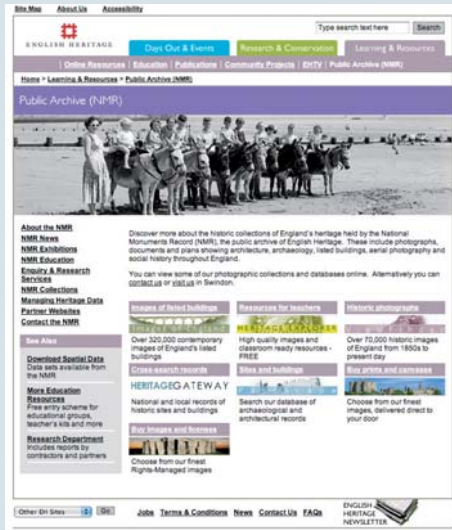 Site Map About Us Accessibility
Type search text here Search
ENGLISH HERITAGE
Days Out & Events Research & Conservation Learning & Resources
| Online Resources | Education | Publications | Community Projects | EHTV | Public Archive (NMR)
Home > Learning & Resources > Public Archive (NMR)
Public Archive (NMR)
About the NMR
NMR News
NMR Exhibitions
NMR Education
Enquiry & Research
Services
NMR Collections
Managing Heritage Data
Partner Websites
Contact the NMR
Discover more about the historic collections of England's heritage held by the National
Monuments Record (NMR), the public archive of English Heritage. These include photographs,
documents and plans showing architecture, archaeology, listed buildings, aerial photography and
social history throughout England.
You can view some of our photographic collections and databases online. Alternatively you can
contact us or visit us in Swindon.
See Also
Download Spatial Data
Data sets available from
the NMR
More Education
Resources
Free entry scheme for
educational groups,
teacher's kits and more
Research Department
Includes reports by
contractors and partners
Images of listed buildings
Images of England
Over 320,000 contemporary
images of England's listed
buildings
Resources for teachers
HERITAGE EXPLORER
High quality images and
classroom ready resources -
FREE
Historic photographs
Over 70,000 historic images
of England from 1850s to
present day
Cross-search records
HERITAGE GATEWAY
National and local records of
historic sites and buildings
Sites and buildings
Search our database of
archaeological and
architectural records
Buy prints and canvases
Choose from our finest
images, delivered direct to
your door
Buy images and licenses
Choose from our finest
Rights-Managed images
Other EH Sites Go
Jobs Terms & Conditions News Contact Us FAQs
ENGLISH
HERITAGE
NEWSLETTER